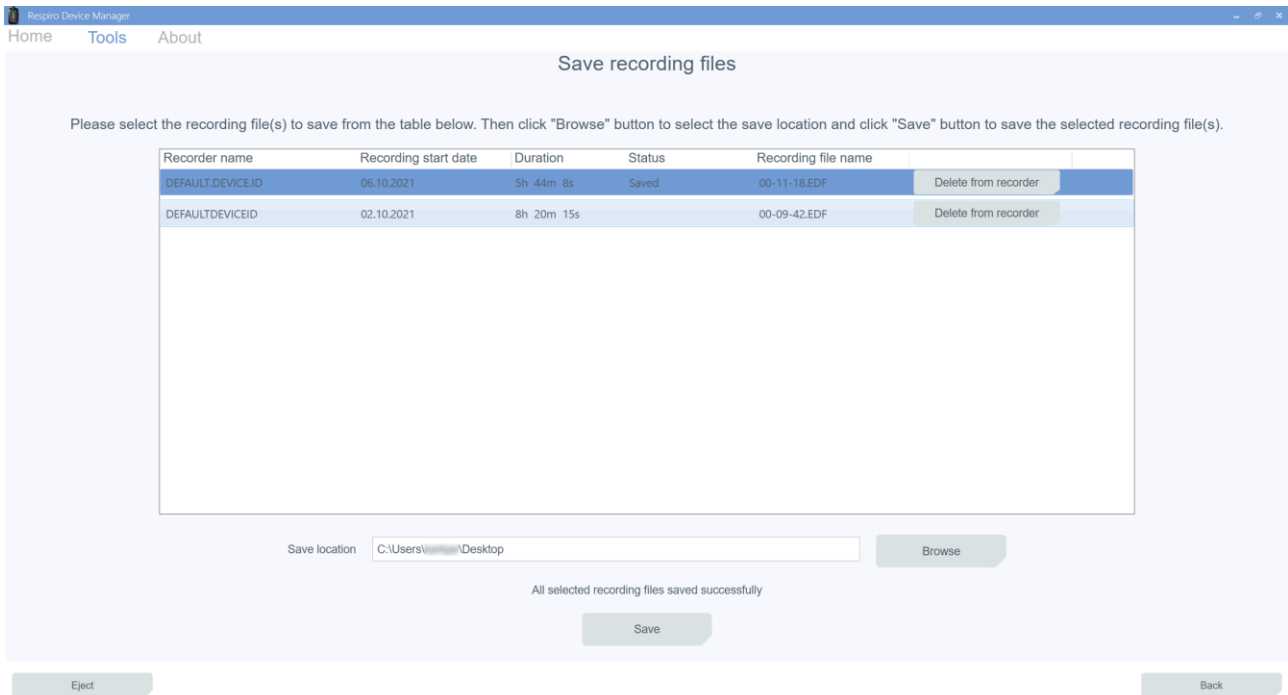 Respiro Device Manager
Home Tools About
Save recording files
Please select the recording file(s) to save from the table below. Then click "Browse" button to select the save location and click "Save" button to save the selected recording file(s).
Recorder name Recording start date Duration Status Recording file name
DEFAULT.DEVICE.ID 06.10.2021 5h 44m 8s Saved 00-11-18.EDF Delete from recorder
DEFAULTDEVICEID 02.10.2021 8h 20m 15s 00-09-42.EDF Delete from recorder
Save location C:\Users\ \Desktop Browse
All selected recording files saved successfully
Save
Eject Back